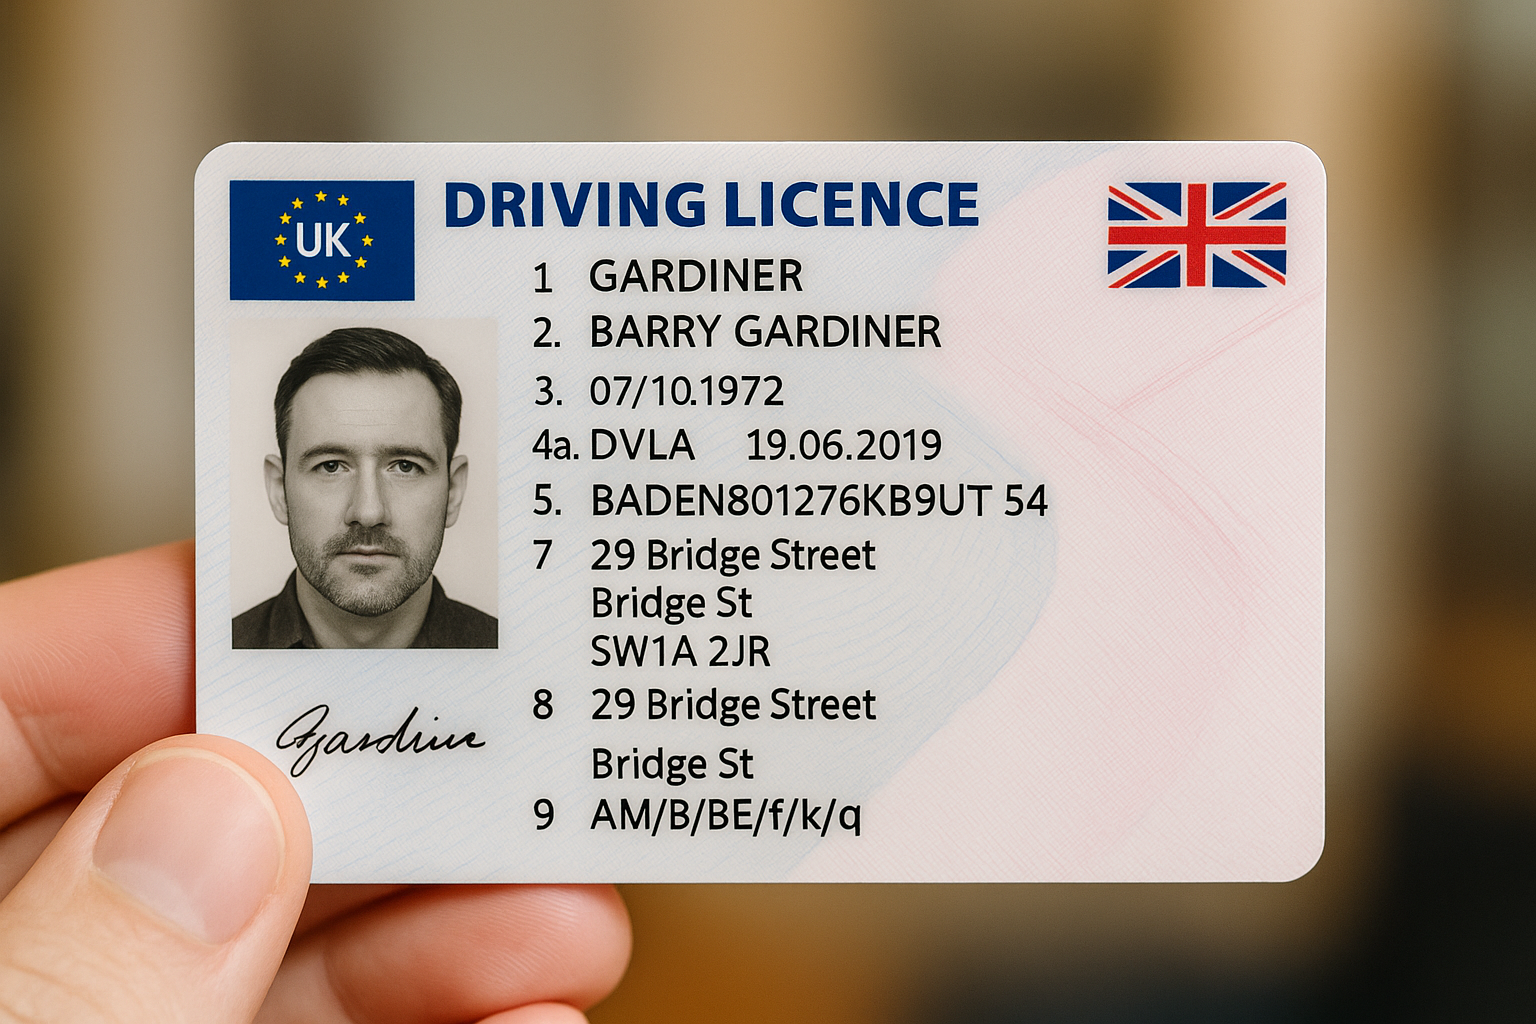 UK
DRIVING LICENCE
1 GARDINER
2. BARRY GARDINER
3. 07/10.1972
4a. DVLA 19.06.2019
5. BADEN801276KB9UT 54
7 29 Bridge Street
Bridge St
SW1A 2JR
8 29 Bridge Street
Bridge St
9 AM/B/BE/f/k/q